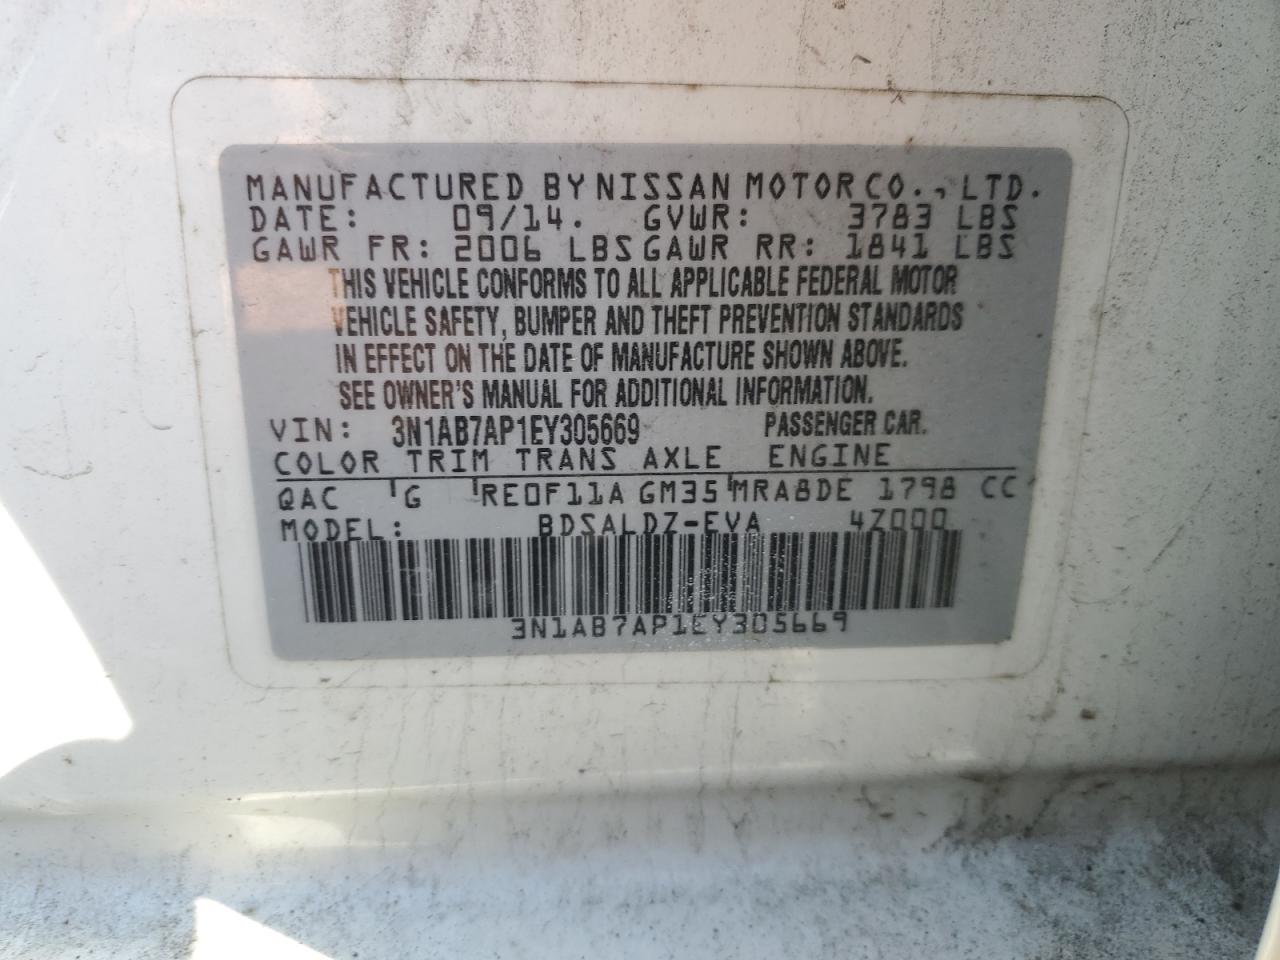 MANUFACTURED BY NISSAN MOTOR CO., LTD.
DATE: 09/14. GVWR: 3783 LBS
GAWR FR: 2006 LBS GAWR RR: 1841 LBS
THIS VEHICLE CONFORMS TO ALL APPLICABLE FEDERAL MOTOR
VEHICLE SAFETY, BUMPER AND THEFT PREVENTION STANDARDS
IN EFFECT ON THE DATE OF MANUFACTURE SHOWN ABOVE.
SEE OWNER'S MANUAL FOR ADDITIONAL INFORMATION.
VIN: 3N1AB7AP1EY305669 PASSENGER CAR.
COLOR TRIM TRANS AXLE ENGINE
QAC G RE0F11A GM35 MRA8DE 1798 CC
MODEL: BDSALDZ-EVA 4Z000
3N1AB7AP1EY305669